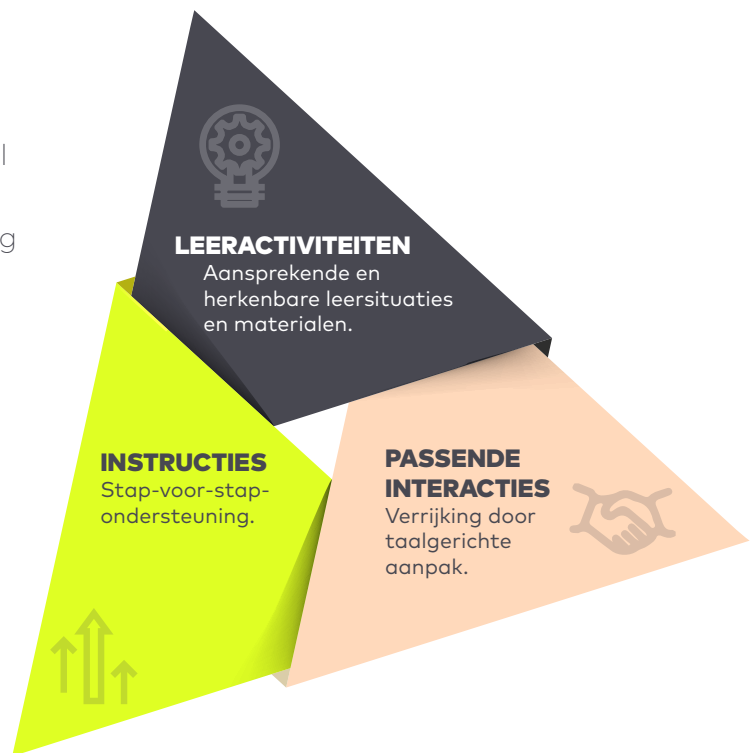 l
g
LEERACTIVITEITEN
Aansprekende en
herkenbare leersituaties
en materialen.
INSTRUCTIES
Stap-voor-stap-
ondersteuning.
PASSENDE
INTERACTIES
Verrijking door
taalgerichte
aanpak.